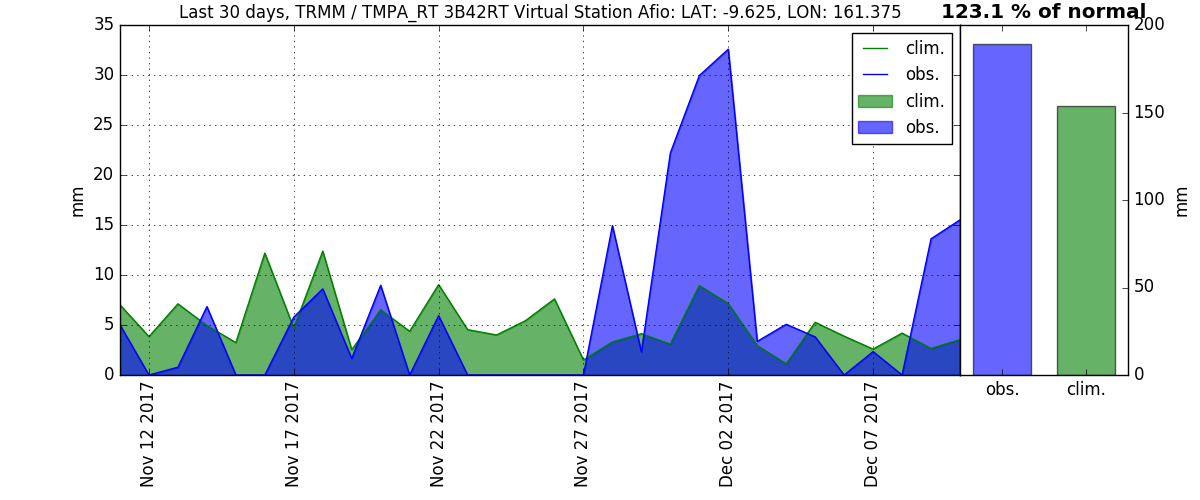 Last 30 days, TRMM / TMPA_RT 3B42RT Virtual Station Afio: LAT: -9.625, LON: 161.375
123.1 % of normal
35
30
25
20
15
10
5
0
mm
clim.
obs.
clim.
obs.
Nov 12 2017
Nov 17 2017
Nov 22 2017
Nov 27 2017
Dec 02 2017
Dec 07 2017
200
150
100
50
0
mm
obs.
clim.